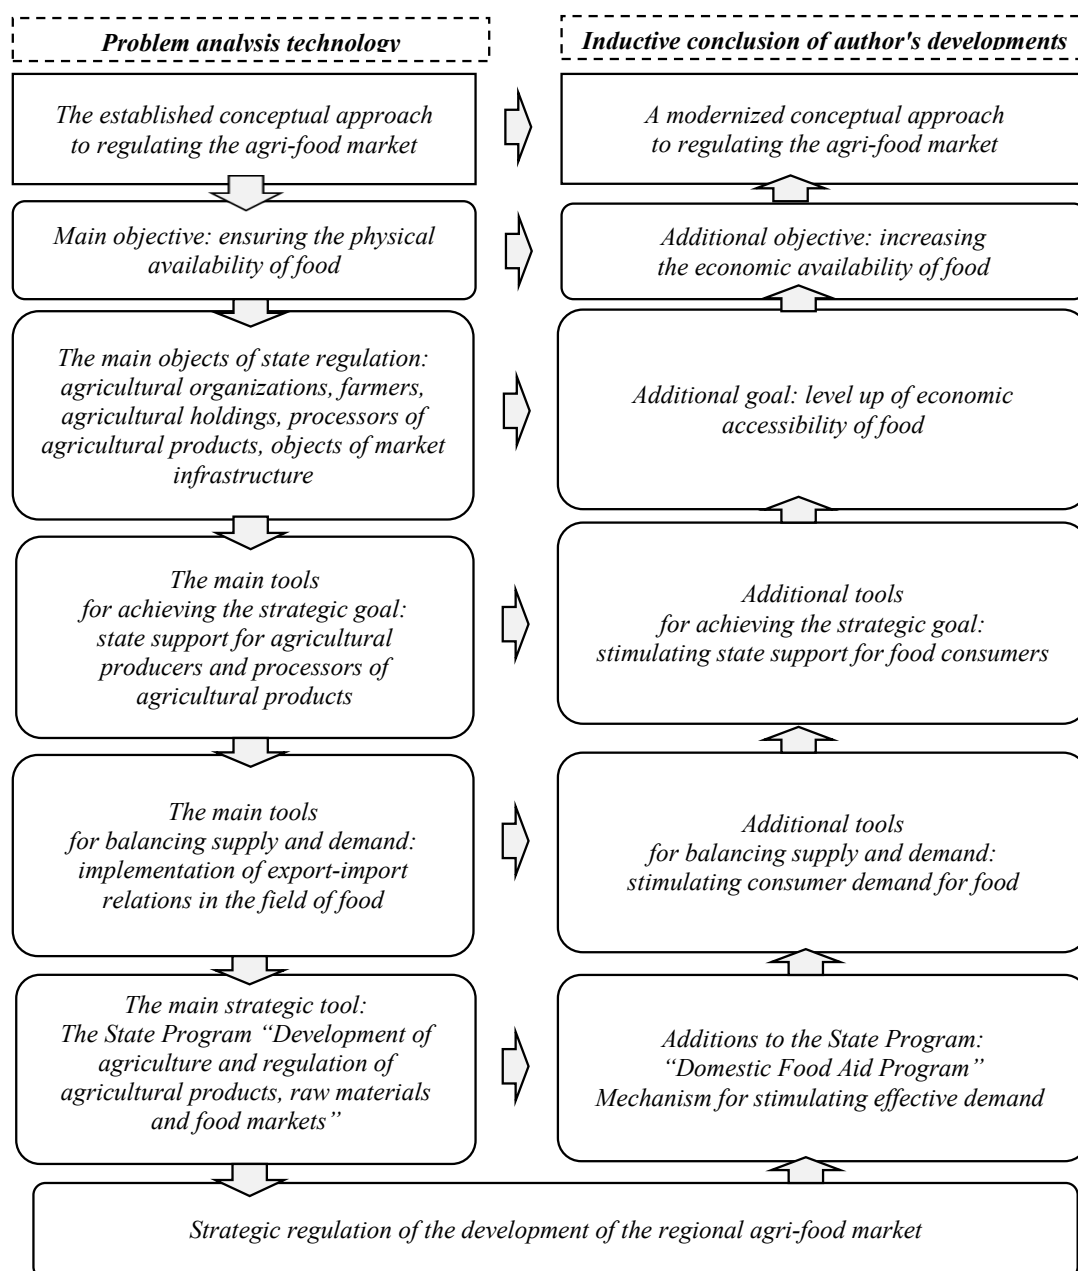 Problem analysis technology
Inductive conclusion of author's developments
The established conceptual approach
to regulating the agri-food market
A modernized conceptual approach
to regulating the agri-food market
Main objective: ensuring the physical
availability of food
Additional objective: increasing
the economic availability of food
The main objects of state regulation:
agricultural organizations, farmers,
agricultural holdings, processors of
agricultural products, objects of market
infrastructure
Additional goal: level up of economic
accessibility of food
The main tools
for achieving the strategic goal:
state support for agricultural
producers and processors of
agricultural products
Additional tools
for achieving the strategic goal:
stimulating state support for food consumers
The main tools
for balancing supply and demand:
implementation of export-import
relations in the field of food
Additional tools
for balancing supply and demand:
stimulating consumer demand for food
The main strategic tool:
The State Program “Development of
agriculture and regulation of
agricultural products, raw materials
and food markets”
Additions to the State Program:
“Domestic Food Aid Program”
Mechanism for stimulating effective demand
Strategic regulation of the development of the regional agri-food market